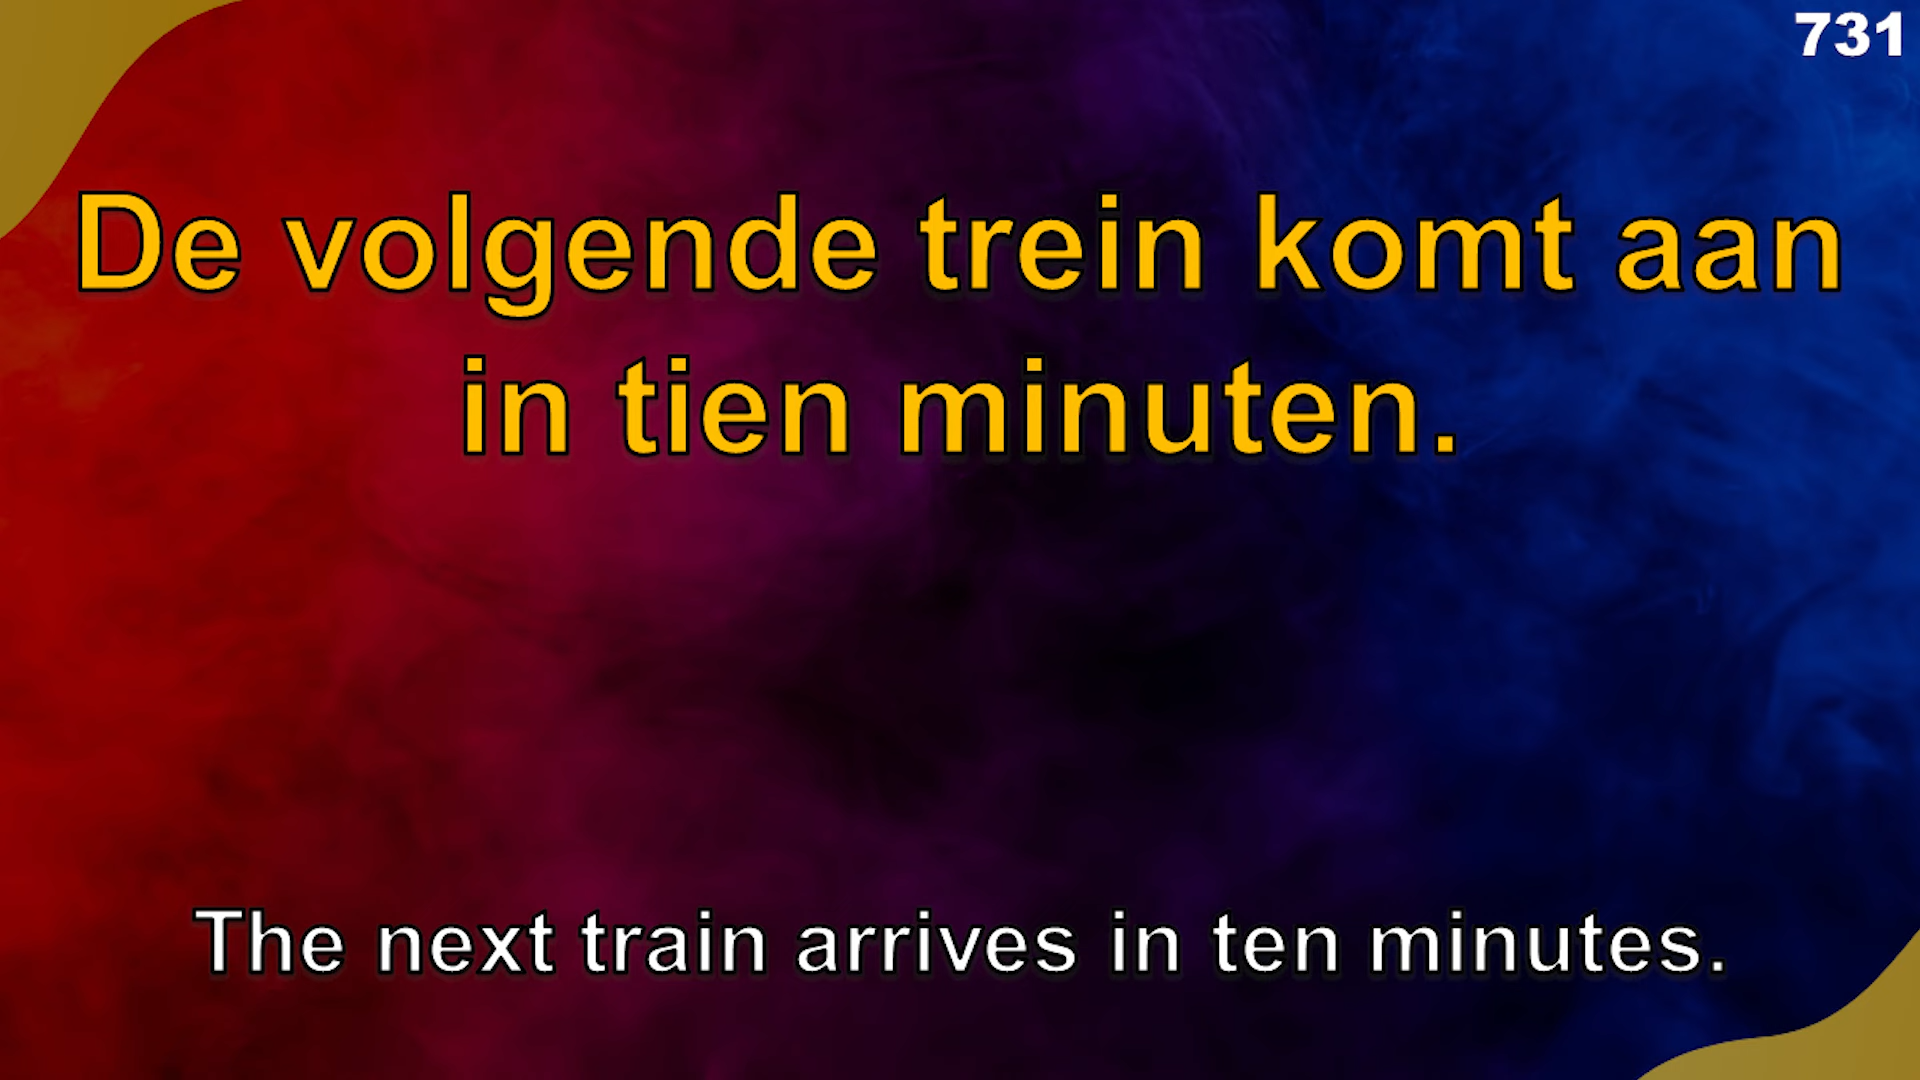 731
De volgende trein komt aan
in tien minuten.
The next train arrives in ten minutes.